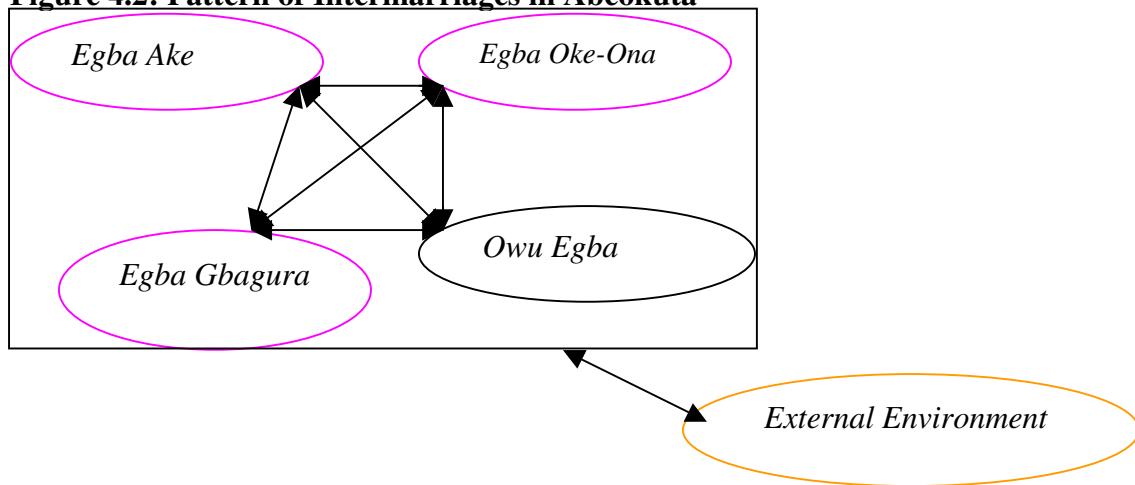 Figure 4.2: Pattern of Intermarriages in Abeokuta
Egba Ake
Egba Oke-Ona
Owu Egba
Egba Gbagura
External Environment